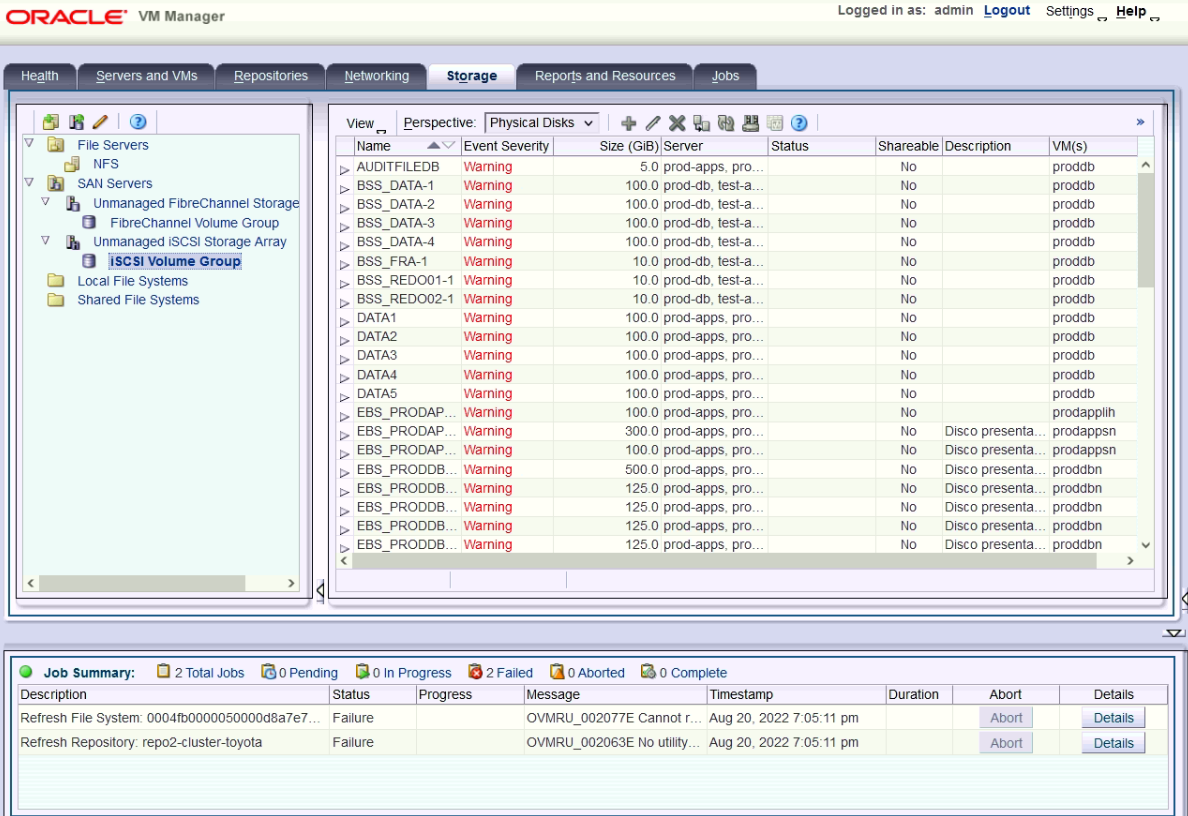 ORACLE VM Manager
Logged in as: admin Logout Settings Help
Health Servers and VMs Repositories Networking Storage Reports and Resources Jobs
File Servers
NFS
SAN Servers
Unmanaged FibreChannel Storage
FibreChannel Volume Group
Unmanaged iSCSI Storage Array
iSCSI Volume Group
Local File Systems
Shared File Systems
View Perspective: Physical Disks »
Name Event Severity Size (GiB) Server Status Shareable Description VM(s)
AUDITFILEDB Warning 5.0 prod-apps, pro... No proddb
BSS_DATA-1 Warning 100.0 prod-db, test-a... No proddb
BSS_DATA-2 Warning 100.0 prod-db, test-a... No proddb
BSS_DATA-3 Warning 100.0 prod-db, test-a... No proddb
BSS_DATA-4 Warning 100.0 prod-db, test-a... No proddb
BSS_FRA-1 Warning 10.0 prod-db, test-a... No proddb
BSS_REDO01-1 Warning 10.0 prod-db, test-a... No proddb
BSS_REDO02-1 Warning 10.0 prod-db, test-a... No proddb
DATA1 Warning 100.0 prod-apps, pro... No proddb
DATA2 Warning 100.0 prod-apps, pro... No proddb
DATA3 Warning 100.0 prod-apps, pro... No proddb
DATA4 Warning 100.0 prod-apps, pro... No proddb
DATA5 Warning 100.0 prod-apps, pro... No proddb
EBS_PRODAP... Warning 100.0 prod-apps, pro... No prodapplih
EBS_PRODAP... Warning 300.0 prod-apps, pro... No Disco presenta... prodappsn
EBS_PRODAP... Warning 100.0 prod-apps, pro... No Disco presenta... prodappsn
EBS_PRODDB... Warning 500.0 prod-apps, pro... No Disco presenta... proddbn
EBS_PRODDB... Warning 125.0 prod-apps, pro... No Disco presenta... proddbn
EBS_PRODDB... Warning 125.0 prod-apps, pro... No Disco presenta... proddbn
EBS_PRODDB... Warning 125.0 prod-apps, pro... No Disco presenta... proddbn
EBS_PRODDB... Warning 125.0 prod-apps, pro... No Disco presenta... proddbn
Job Summary: 2 Total Jobs 0 Pending 0 In Progress 2 Failed 0 Aborted 0 Complete
Description Status Progress Message Timestamp Duration Abort Details
Refresh File System: 0004fb0000050000d8a7e7... Failure OVMRU_002077E Cannot r... Aug 20, 2022 7:05:11 pm Abort Details
Refresh Repository: repo2-cluster-toyota Failure OVMRU_002063E No utility... Aug 20, 2022 7:05:11 pm Abort Details